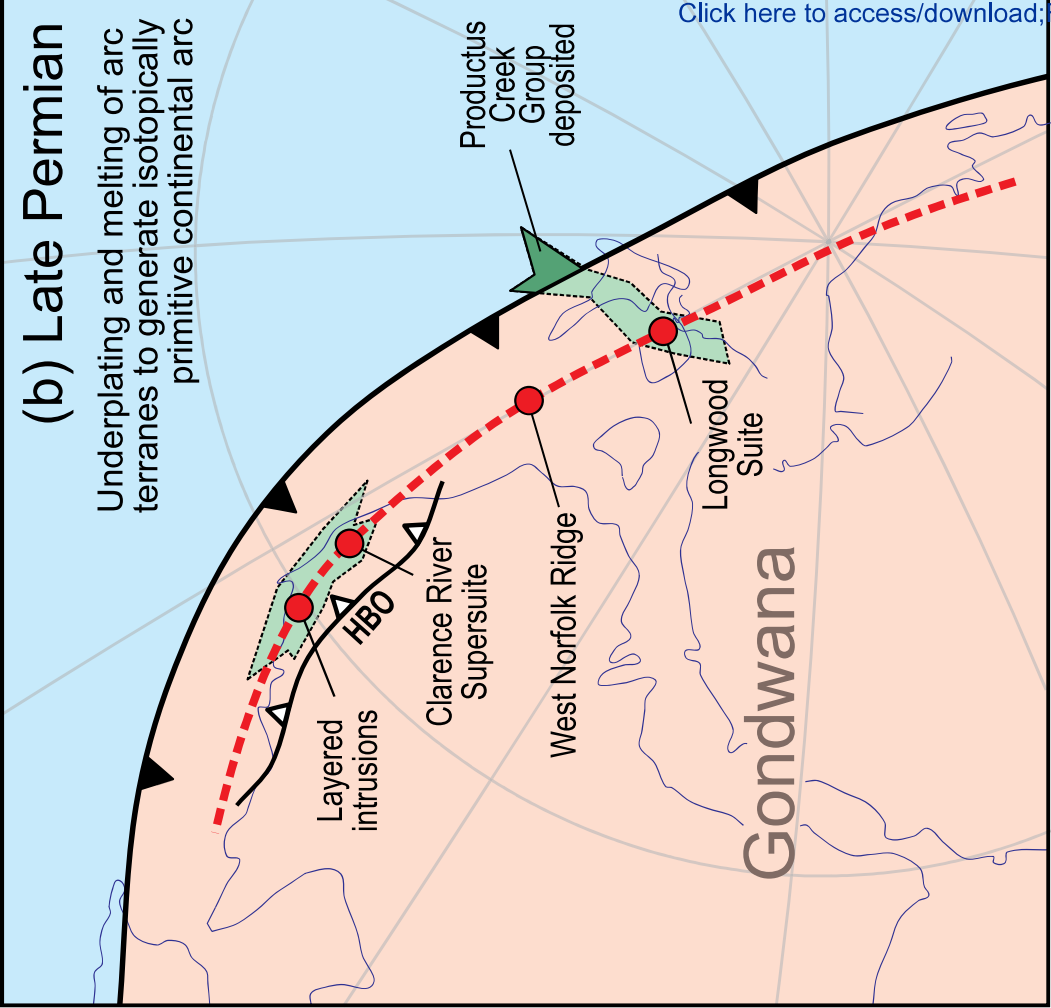 Click here to access/download;
(b) Late Permian
Underplating and melting of arc
terranes to generate isotopically
primitive continental arc
Productus
Creek
Group
deposited
Longwood
Suite
West Norfolk Ridge
Clarence River
Supersuite
HBO
Layered
intrusions
Gondwana